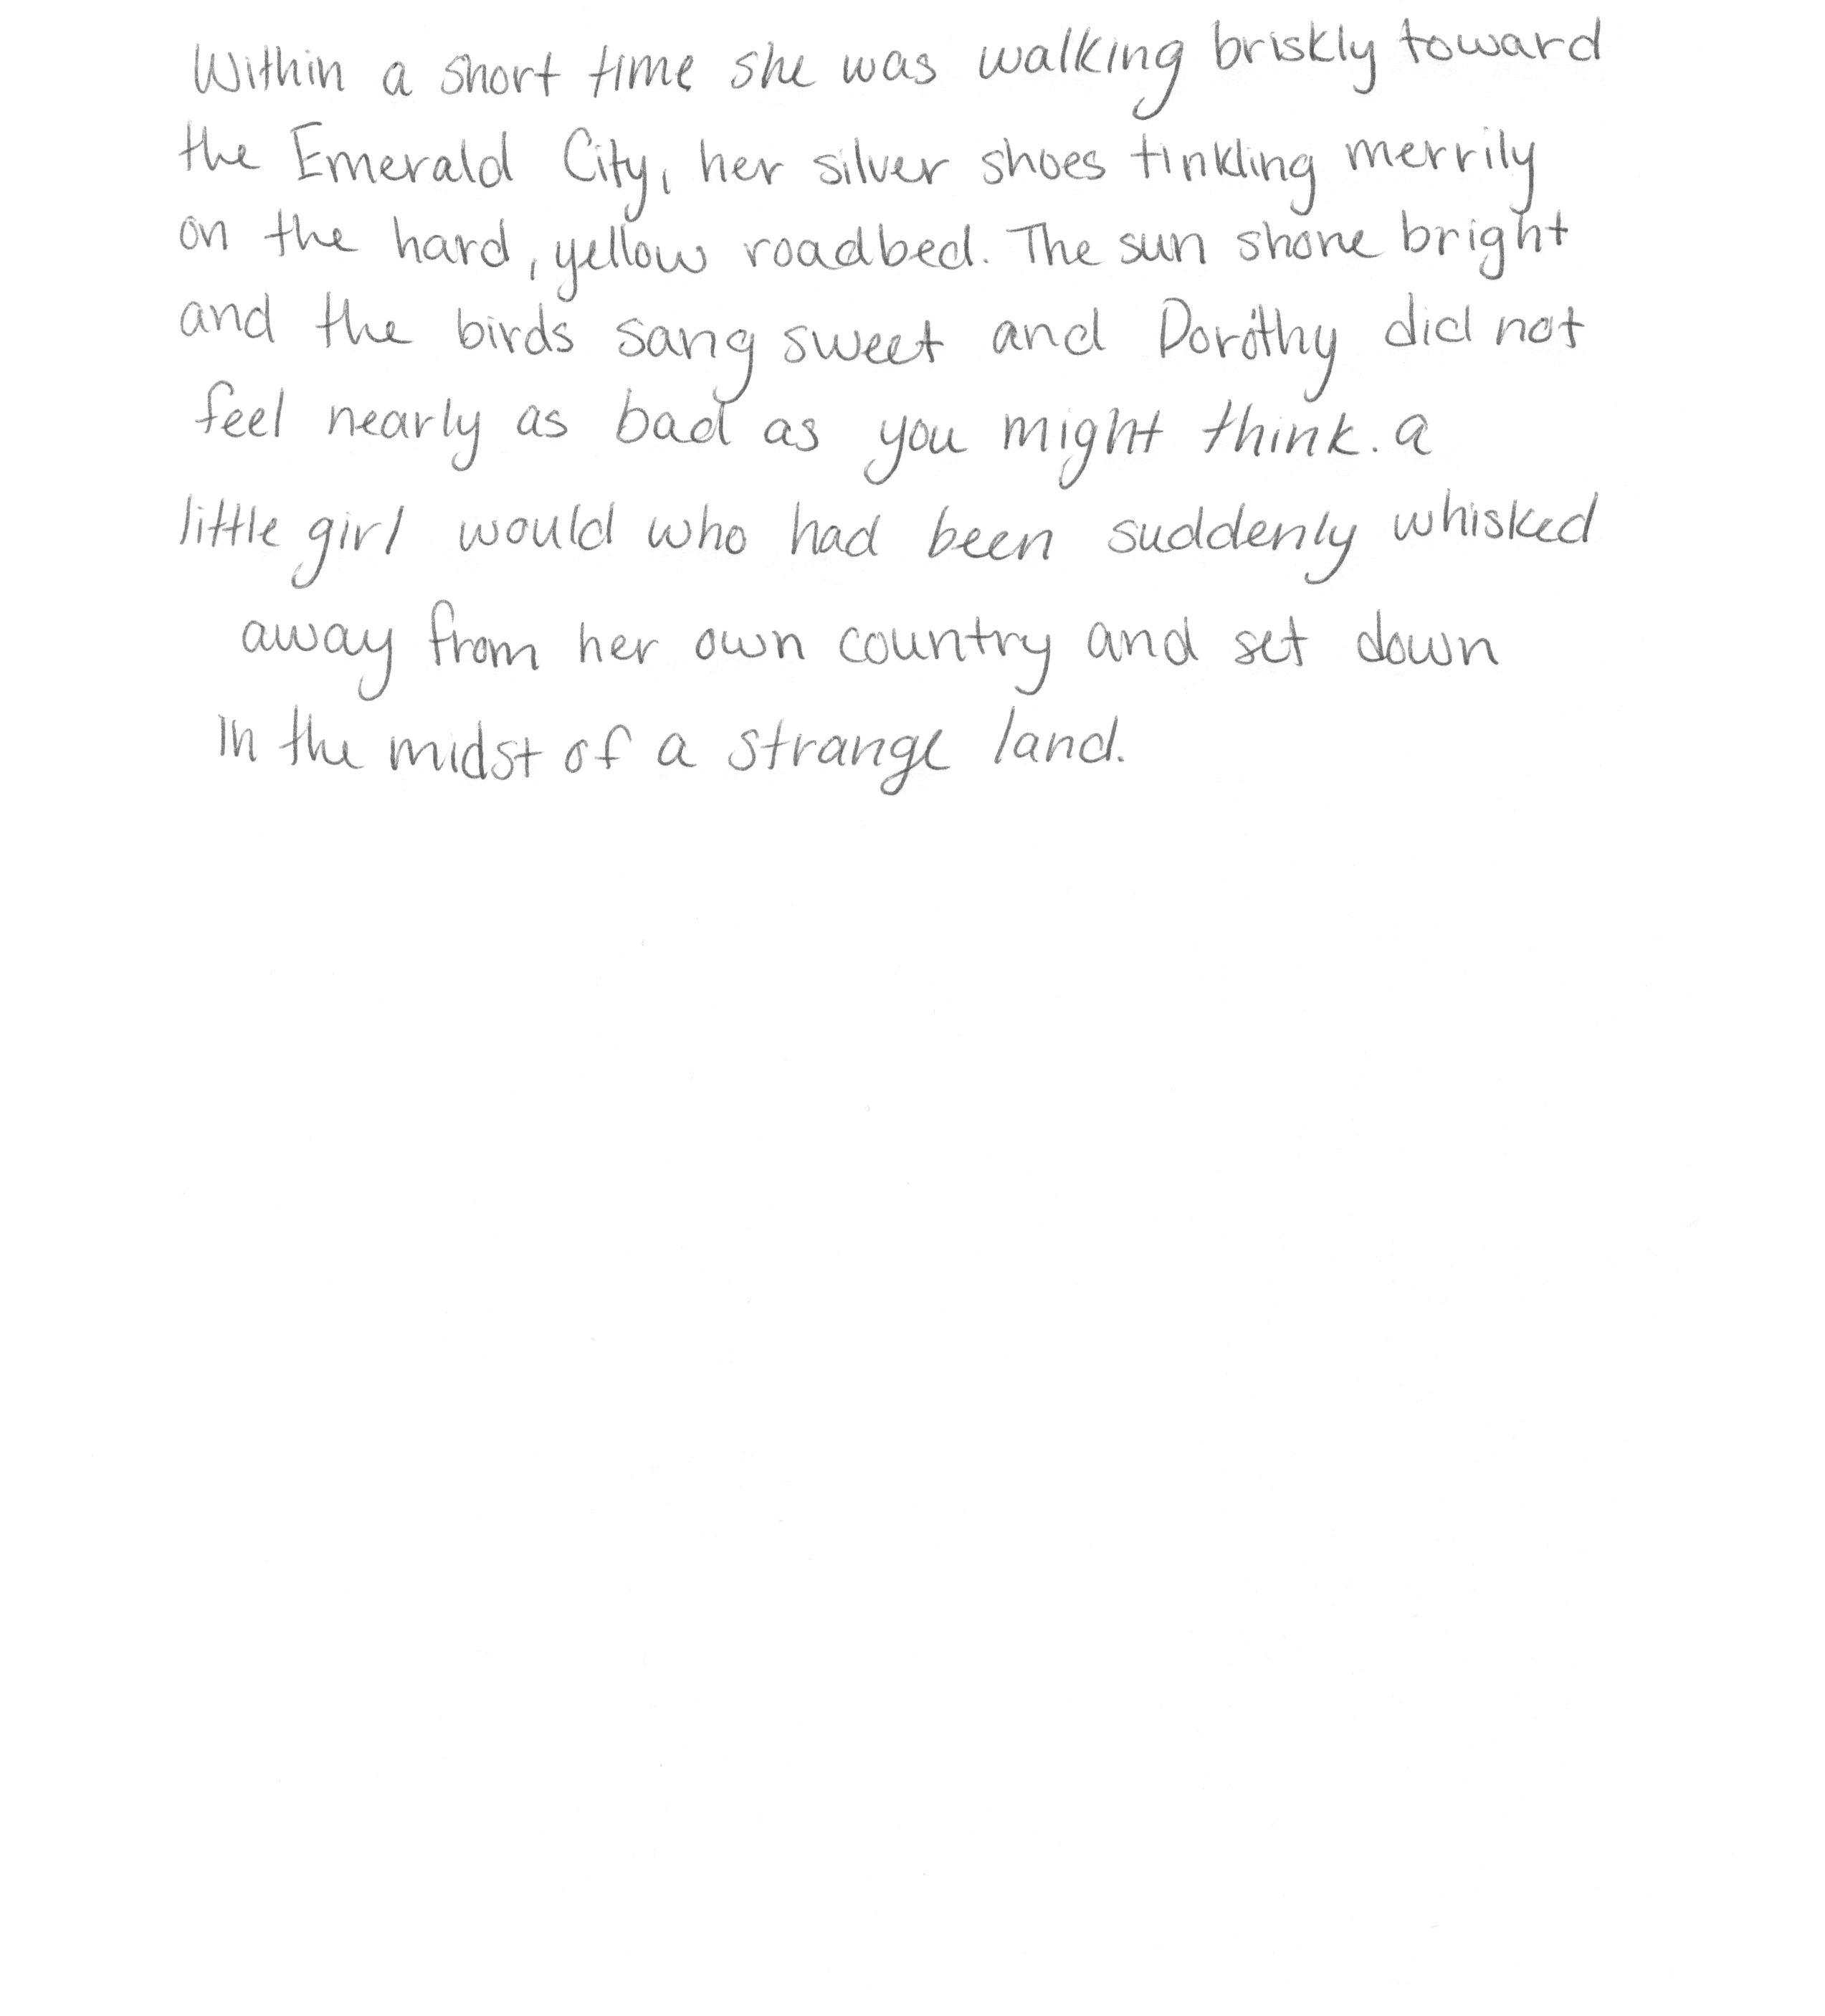 Within a short time she was walking briskly toward
the Emerald City, her silver shoes tinkling merrily
on the hard, yellow roadbed. The sun shone bright
and the birds sang sweet and Dorothy did not
feel nearly as bad as you might think. a
little girl would who had been suddenly whisked
away from her own country and set down
in the midst of a strange land.